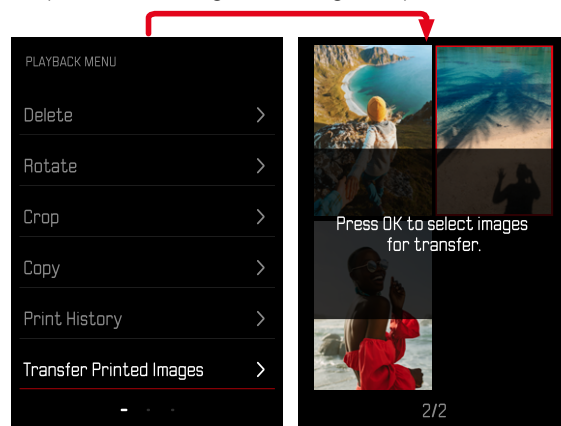 PLAYBACK MENU
Delete
Rotate
Crop
Copy
Print History
Transfer Printed Images
Press OK to select images
for transfer.
2/2